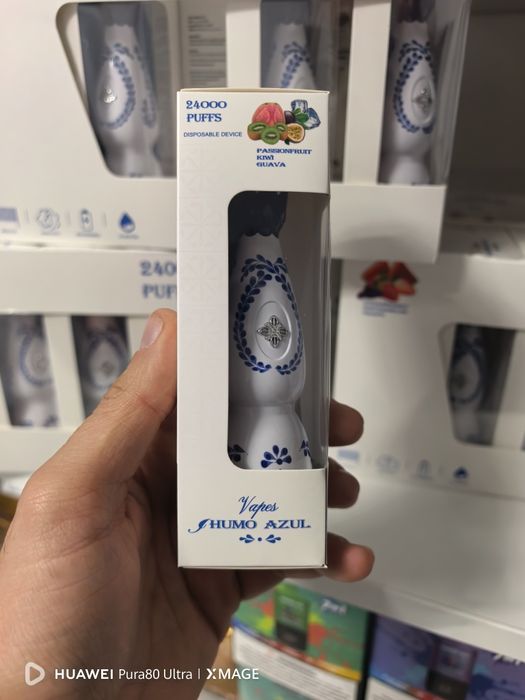 24000
PUFFS
DISPOSABLE DEVICE
PASSIONFRUIT
KIWI
GUAVA
240
PUF
Vapes
HUMO AZUL
HUAWEI Pura80 Ultra | XMAGE